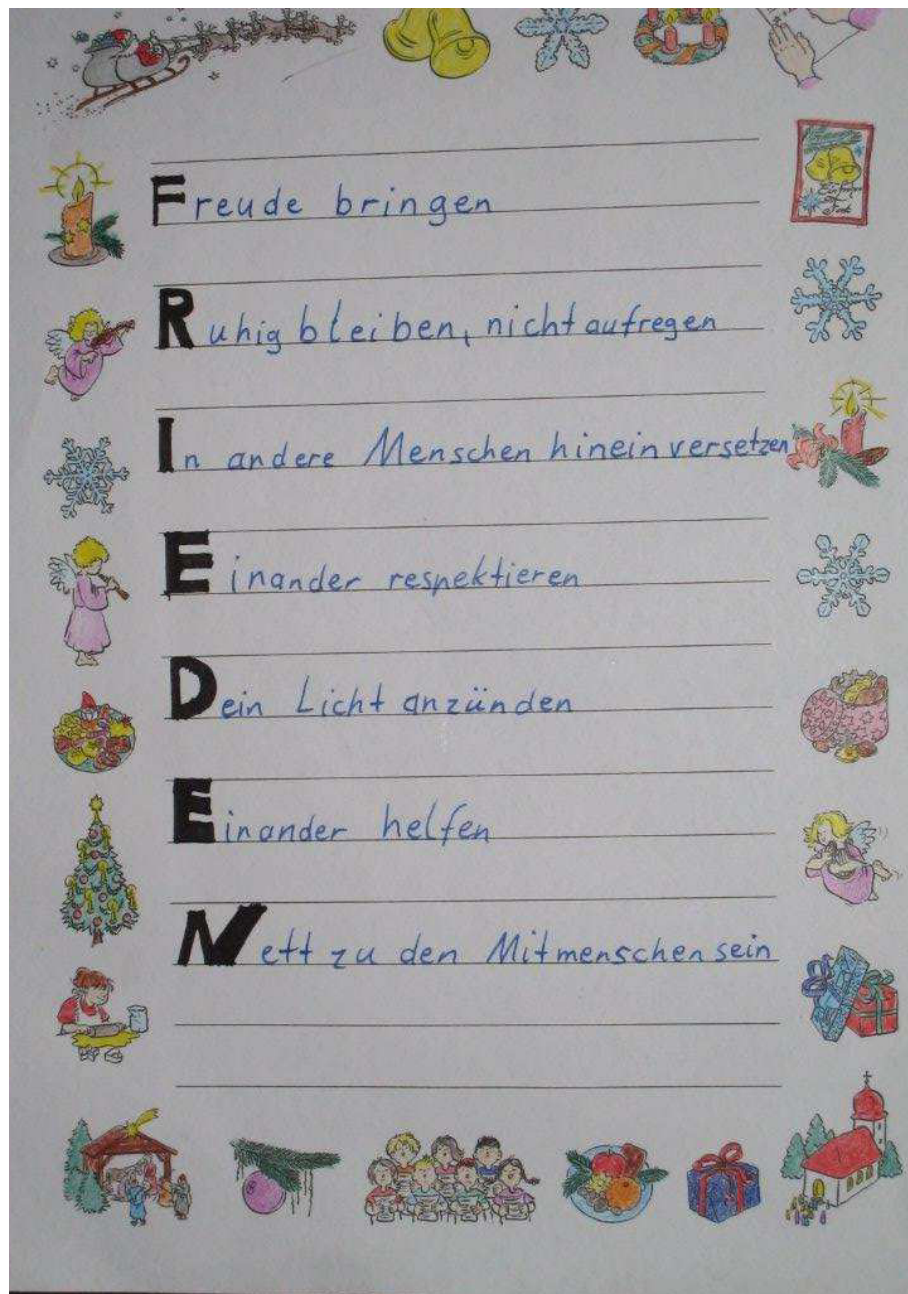 Freude bringen
Ruhig bleiben, nicht aufregen
In andere Menschen hineinversetzen
Einander respektieren
Dein Licht anzünden
Einander helfen
Nett zu den Mitmenschen sein